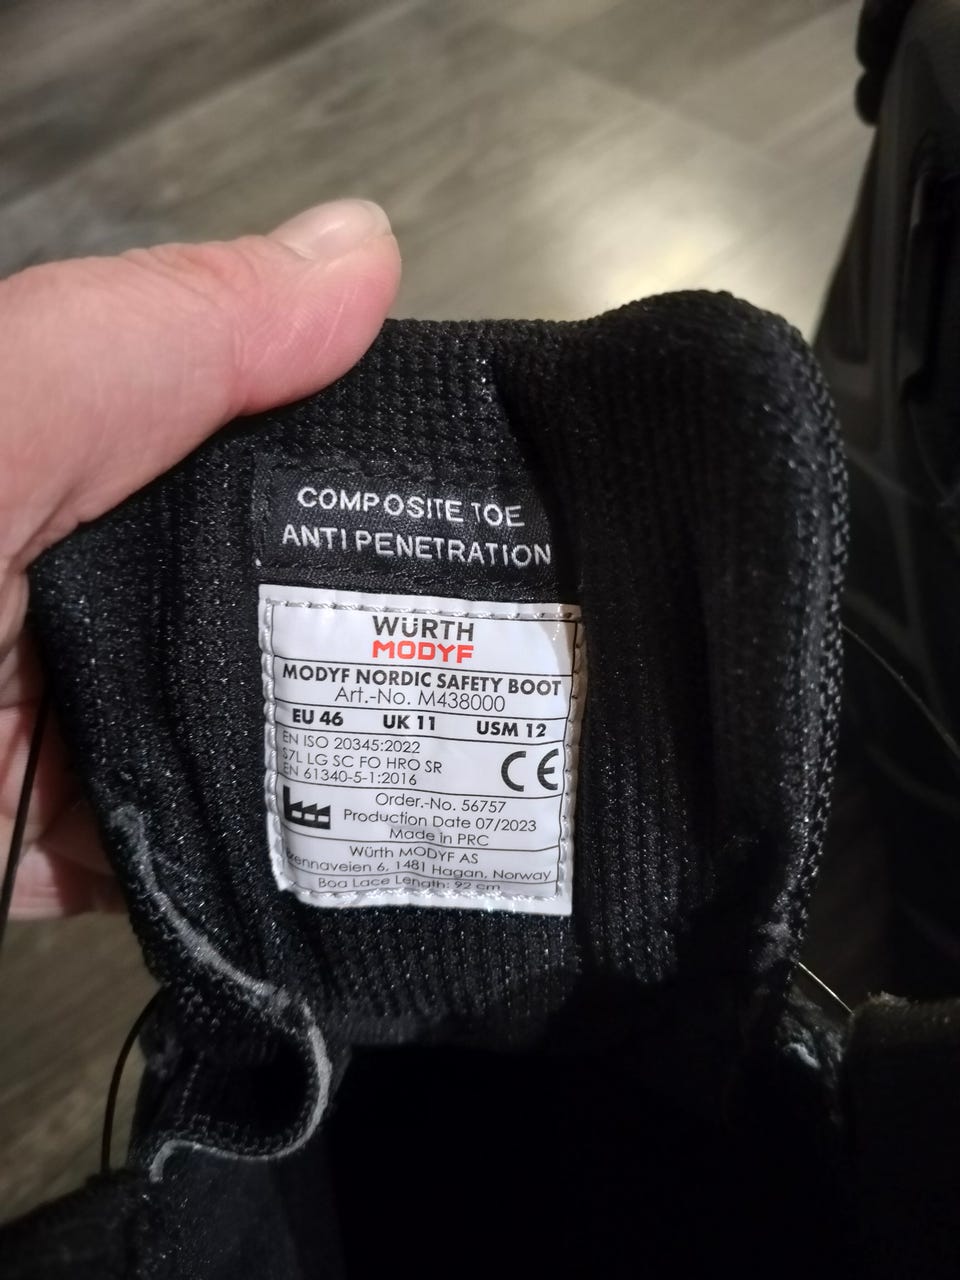 COMPOSITE TOE
ANTI PENETRATION
WÜRTH
MODYF
MODYF NORDIC SAFETY BOOT
Art.-No. M438000
EU 46 UK 11 USM 12
EN ISO 20345:2022
S7L LG SC FO HRO SR
EN 61340-5-1:2016
CE
Order.-No. 56757
Production Date 07/2023
Made in PRC
Würth MODYF AS
6, 1481 Hagan, Norway
Boa Lace Length: 92 cm